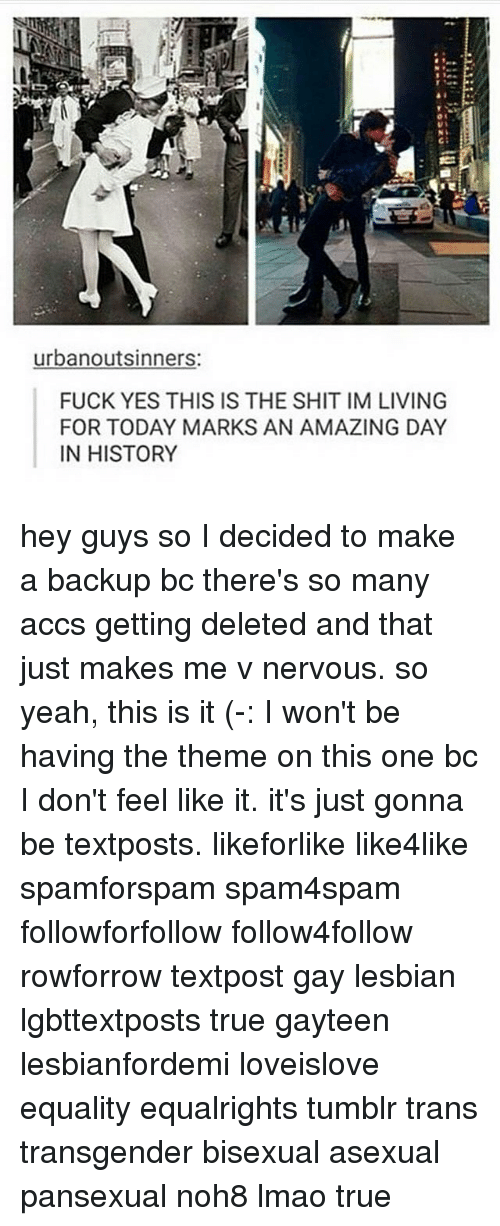 urbanoutsinners:
FUCK YES THIS IS THE SHIT IM LIVING
FOR TODAY MARKS AN AMAZING DAY
IN HISTORY
hey guys so I decided to make
a backup bc there's so many
accs getting deleted and that
just makes me v nervous. so
yeah, this is it (-: I won't be
having the theme on this one bc
I don't feel like it. it's just gonna
be textposts. likeforlike like4like
spamforspam spam4spam
followforfollow follow4follow
rowforrow textpost gay lesbian
lgbttextposts true gayteen
lesbianfordemi loveislove
equality equalrights tumblr trans
transgender bisexual asexual
pansexual noh8 lmao true